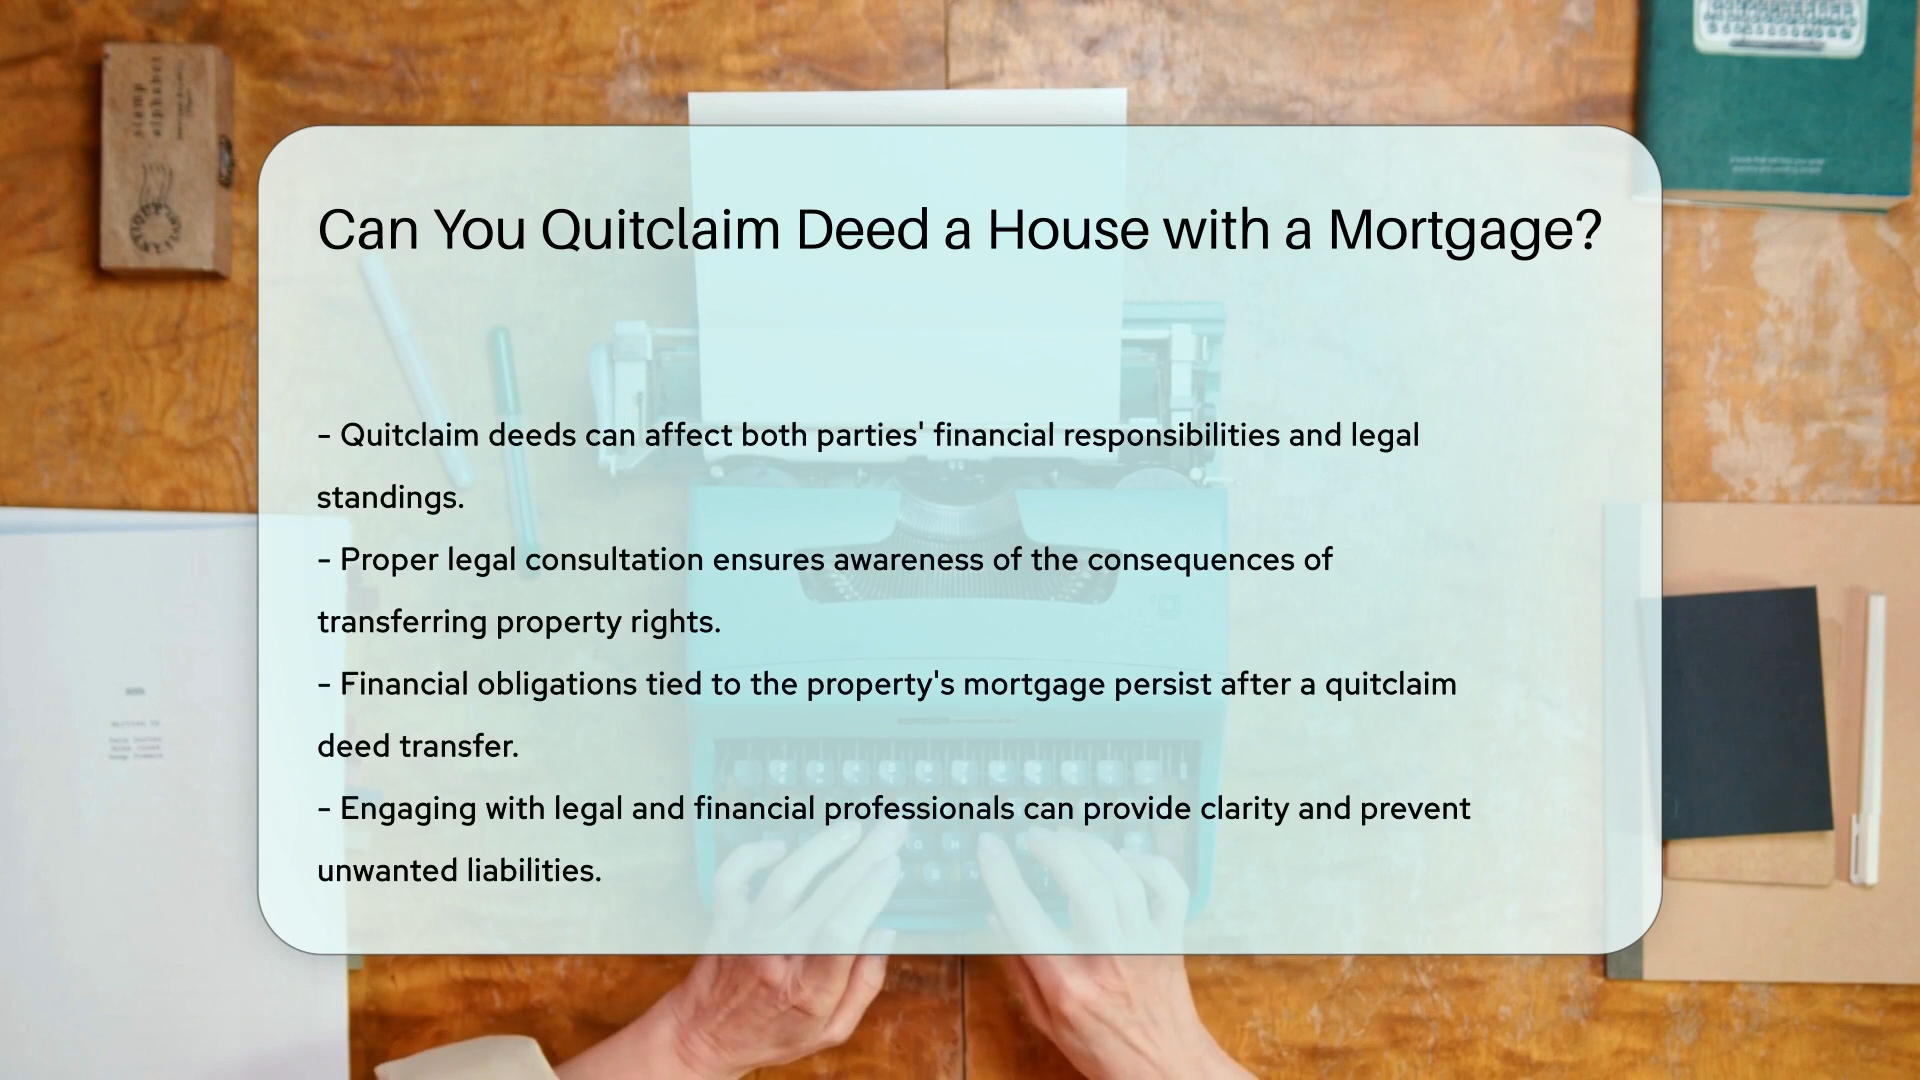 stamp
alphabet
Can You Quitclaim Deed a House with a Mortgage?
- Quitclaim deeds can affect both parties' financial responsibilities and legal
standings.
- Proper legal consultation ensures awareness of the consequences of
transferring property rights.
- Financial obligations tied to the property's mortgage persist after a quitclaim
deed transfer.
- Engaging with legal and financial professionals can provide clarity and prevent
unwanted liabilities.